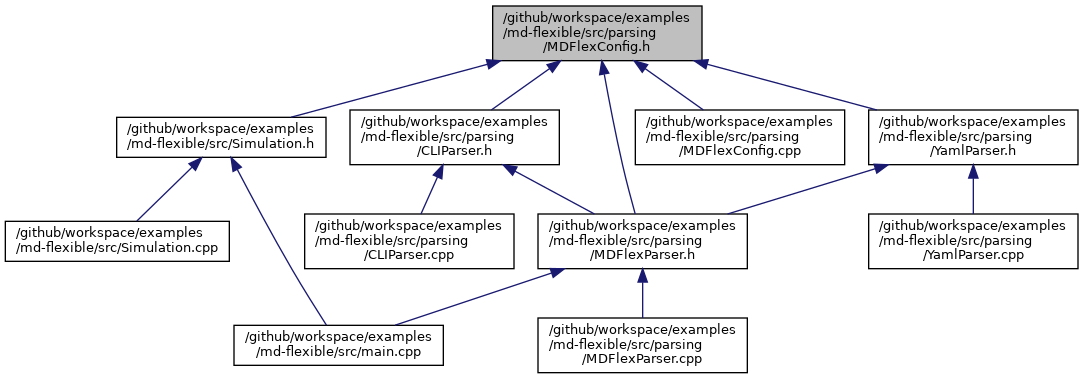 /github/workspace/examples
/md-flexible/src/parsing
/MDFlexConfig.h
/github/workspace/examples
/md-flexible/src/Simulation.h
/github/workspace/examples
/md-flexible/src/parsing
/CLIParser.h
/github/workspace/examples
/md-flexible/src/parsing
/MDFlexConfig.cpp
/github/workspace/examples
/md-flexible/src/parsing
/YamlParser.h
/github/workspace/examples
/md-flexible/src/Simulation.cpp
/github/workspace/examples
/md-flexible/src/parsing
/CLIParser.cpp
/github/workspace/examples
/md-flexible/src/parsing
/MDFlexParser.h
/github/workspace/examples
/md-flexible/src/parsing
/YamlParser.cpp
/github/workspace/examples
/md-flexible/src/main.cpp
/github/workspace/examples
/md-flexible/src/parsing
/MDFlexParser.cpp